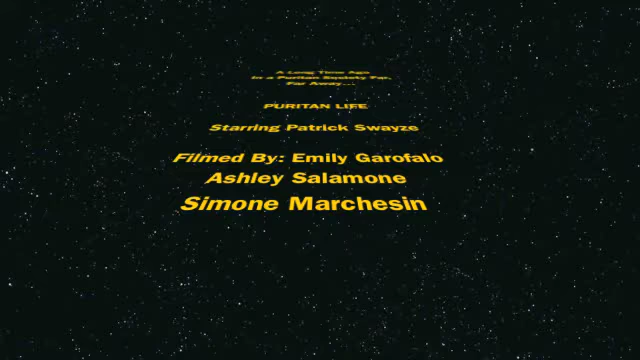 A Long Time Ago
In a Puritan Society Far,
Far Away...
PURITAN LIFE
Starring Patrick Swayze
Filmed By: Emily Garofalo
Ashley Salamone
Simone Marchesin